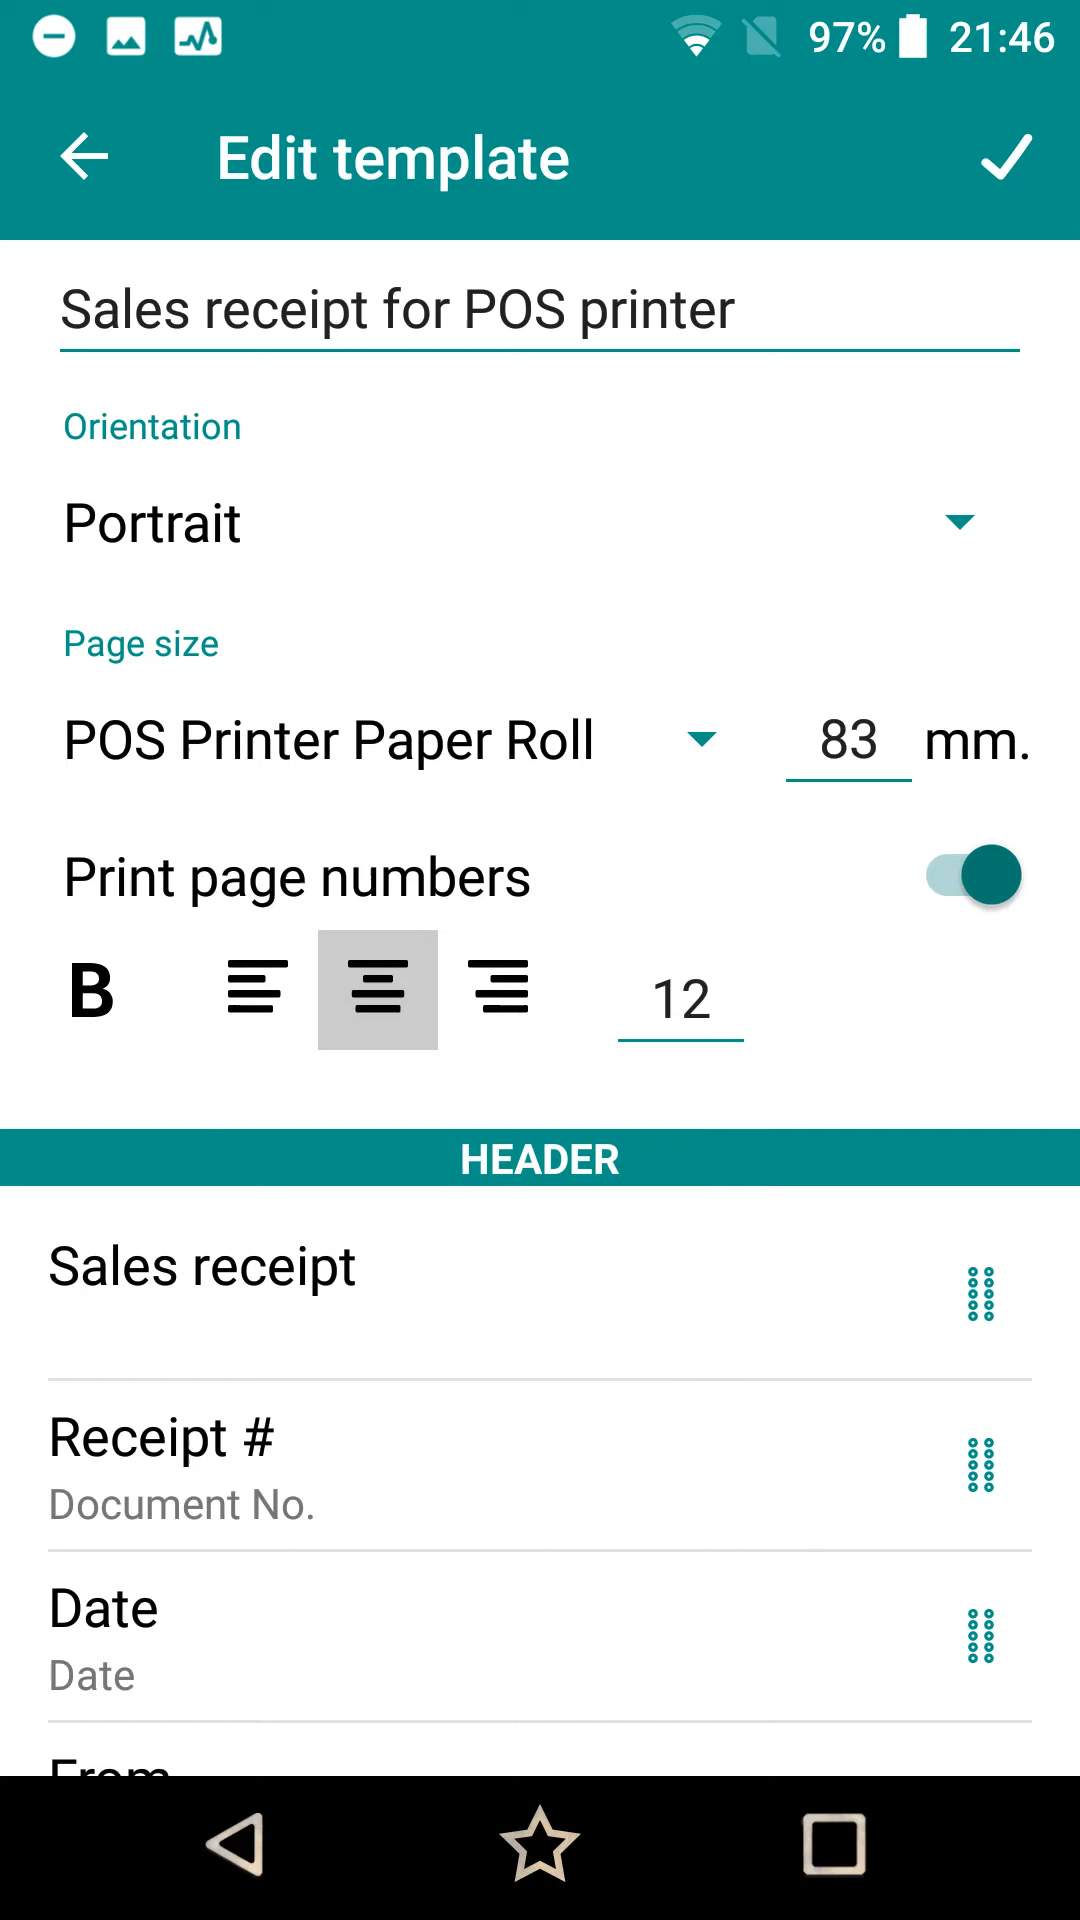 97% 21:46
Edit template
Sales receipt for POS printer
Orientation
Portrait
Page size
POS Printer Paper Roll 83 mm.
Print page numbers
B 12
HEADER
Sales receipt
Receipt #
Document No.
Date
Date
From